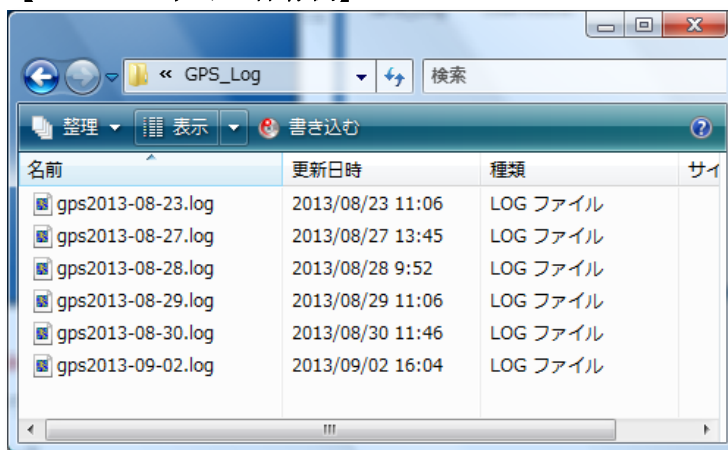 « GPS_Log
検索
整理 表示 書き込む
名前 更新日時 種類 サイ
gps2013-08-23.log 2013/08/23 11:06 LOG ファイル
gps2013-08-27.log 2013/08/27 13:45 LOG ファイル
gps2013-08-28.log 2013/08/28 9:52 LOG ファイル
gps2013-08-29.log 2013/08/29 11:06 LOG ファイル
gps2013-08-30.log 2013/08/30 11:46 LOG ファイル
gps2013-09-02.log 2013/09/02 16:04 LOG ファイル